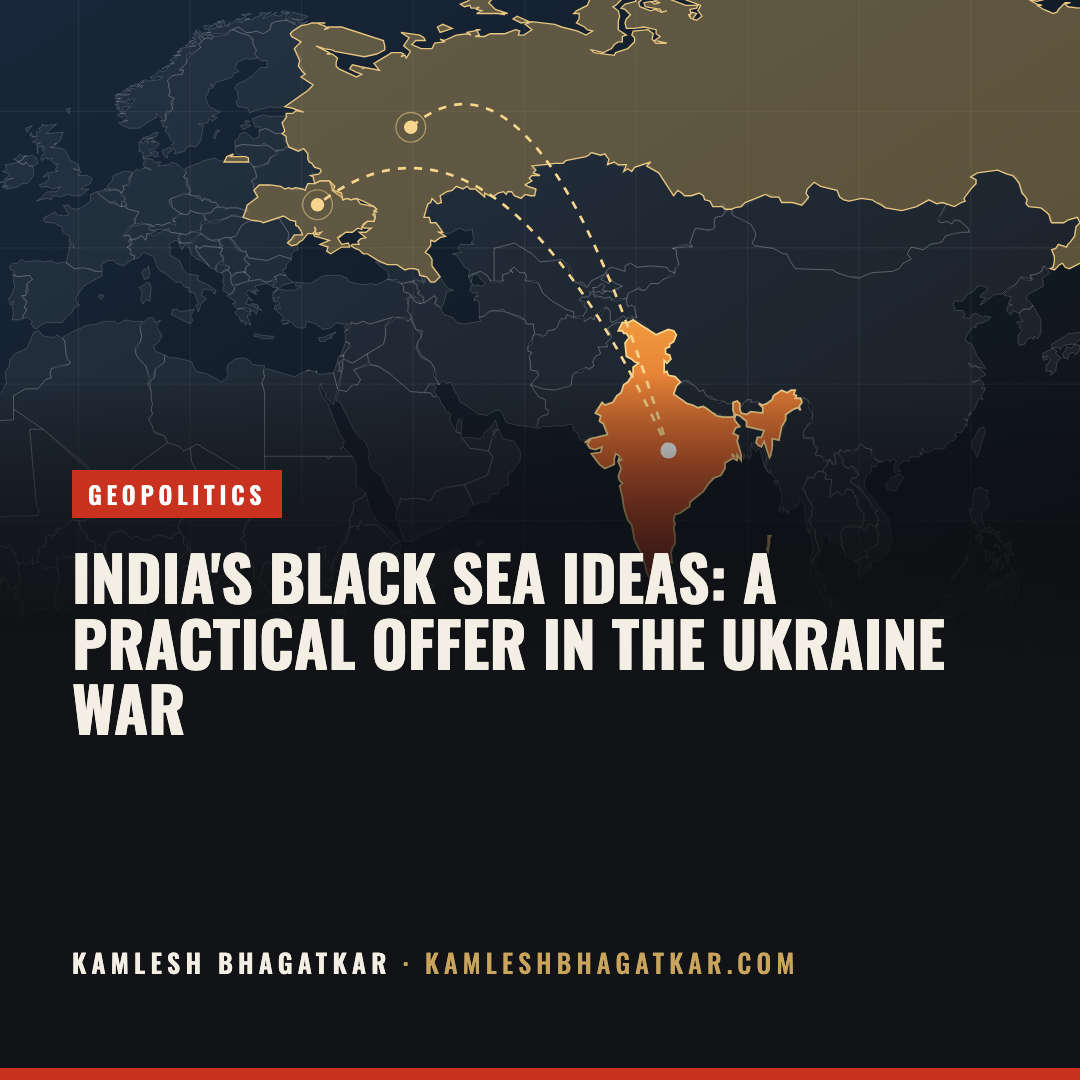 GEOPOLITICS
INDIA'S BLACK SEA IDEAS: A
PRACTICAL OFFER IN THE UKRAINE
WAR
KAMLESH BHAGATKAR · KAMLESHBHAGATKAR.COM